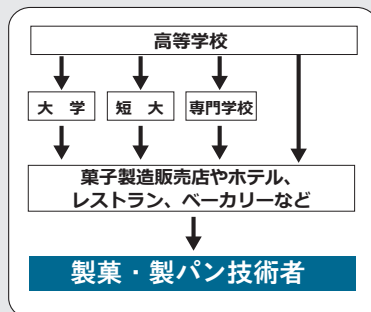 高等学校
大　学
短　大
専門学校
菓子製造販売店やホテル、
レストラン、ベーカリーなど
製菓・製パン技術者